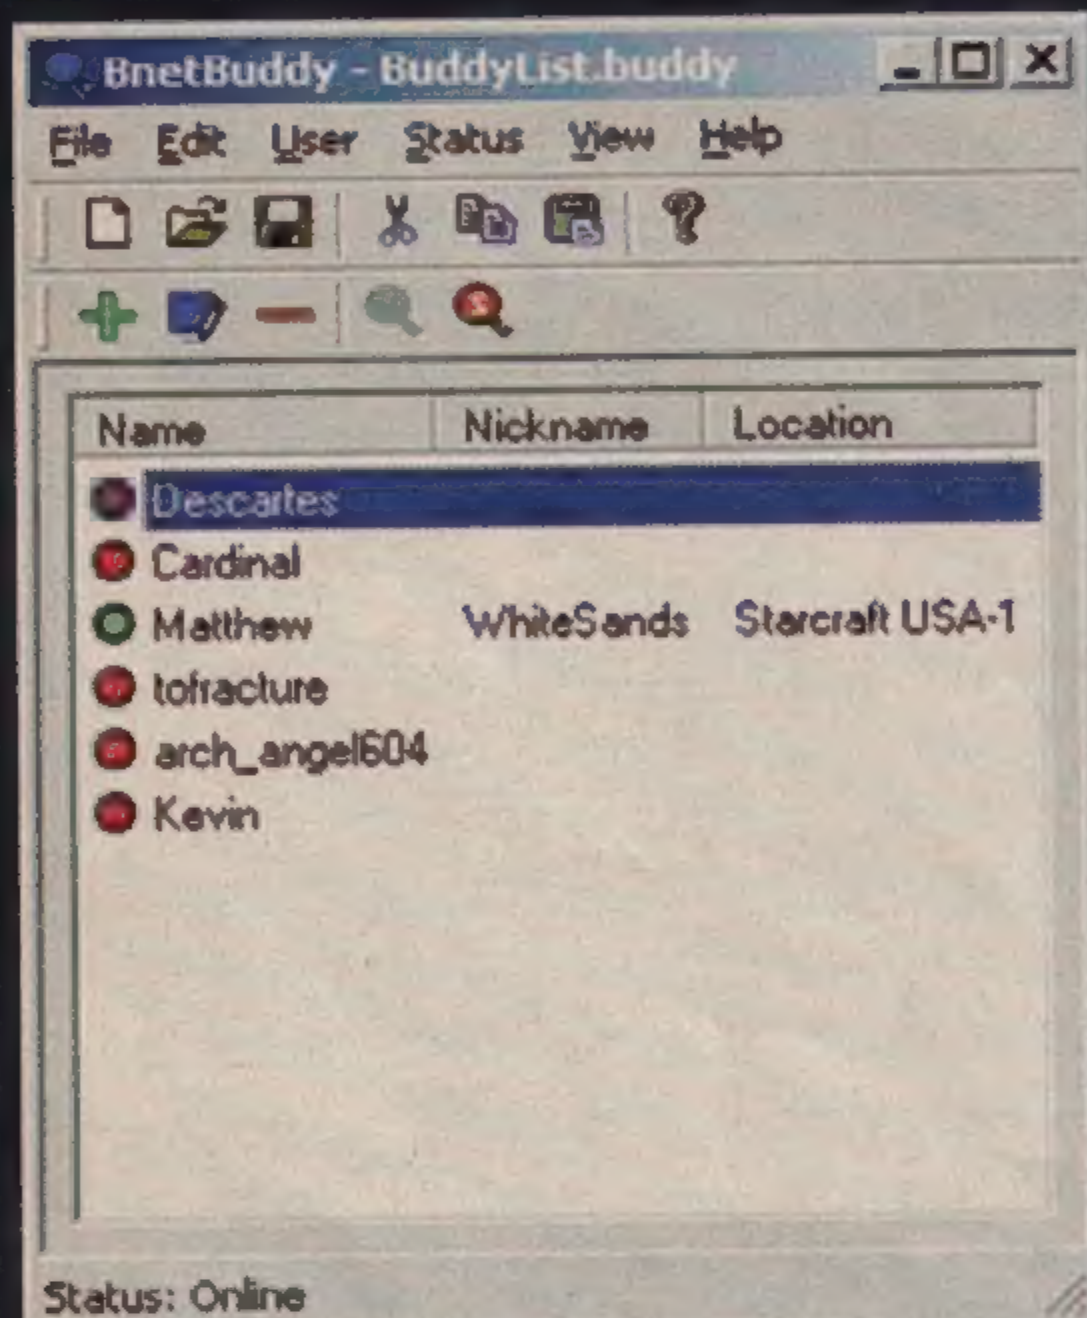 BnetBuddy - BuddyList.buddy
File Edit User Status View Help
Name Nickname Location
Descartes
Cardinal
Matthew WhiteSands Starcraft USA-1
tofracture
arch_angel604
Kevin
Status: Online